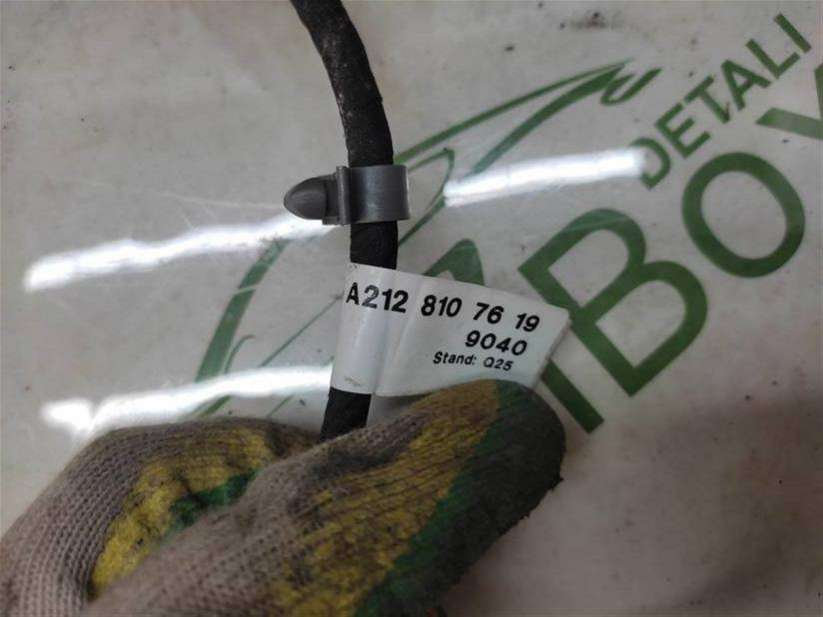 DETALI
BOX
A212 810 76 19
9040
Stand: Q25